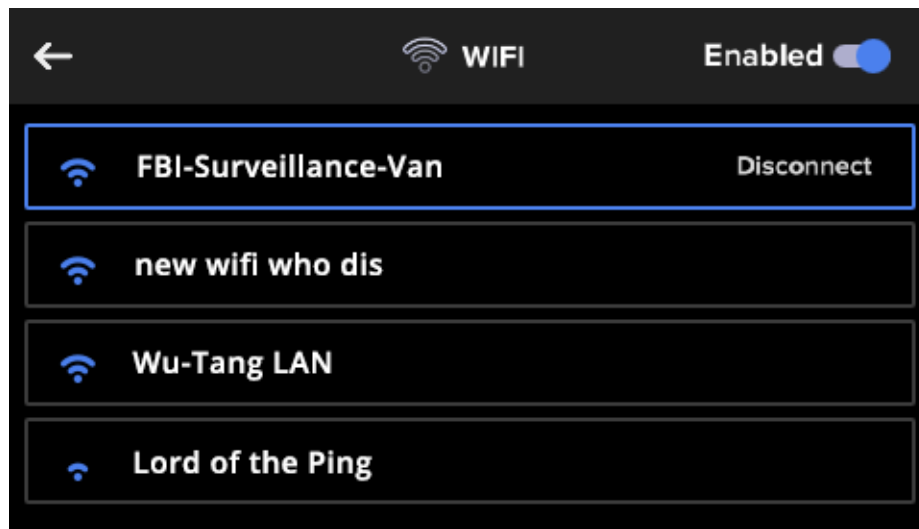 WIFI Enabled
FBI-Surveillance-Van Disconnect
new wifi who dis
Wu-Tang LAN
Lord of the Ping